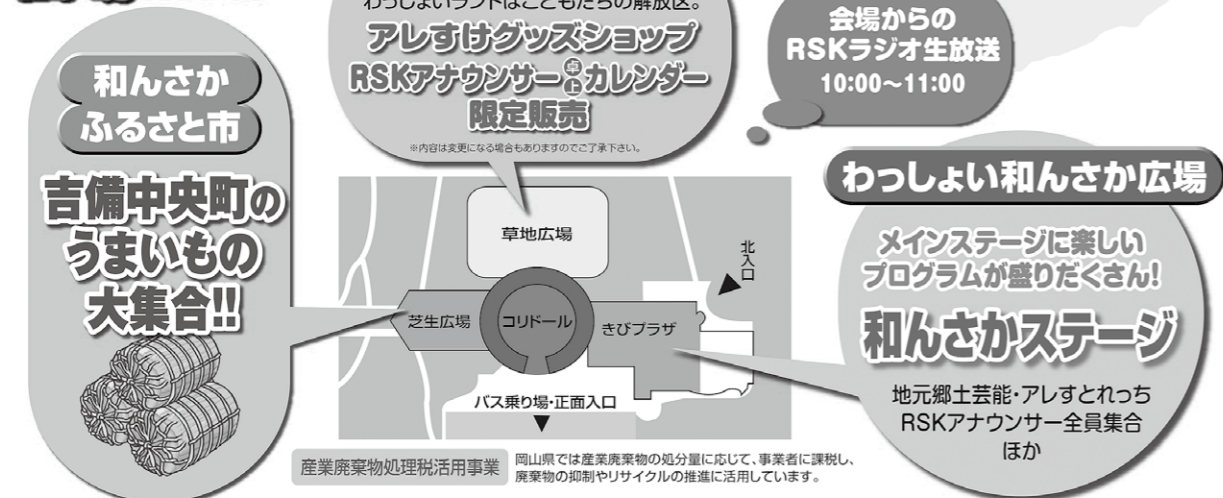 和んさか
ふるさと市
吉備中央町の
うまいもの
大集合!!
わっしょいランドはこどもたちの解放区。
アレすけグッズショップ
RSKアナウンサー卓上カレンダー
限定販売
※内容は変更になる場合もありますのでご了承下さい。
会場からの
RSKラジオ生放送
10:00〜11:00
わっしょい和んさか広場
メインステージに楽しい
プログラムが盛りだくさん!
和んさかステージ
地元郷土芸能・アレすとれっち
RSKアナウンサー全員集合
ほか
草地広場
北入口
芝生広場
コリドール
きびプラザ
バス乗り場・正面入口
産業廃棄物処理税活用事業
岡山県では産業廃棄物の処分量に応じて、事業者に課税し、
廃棄物の抑制やリサイクルの推進に活用しています。